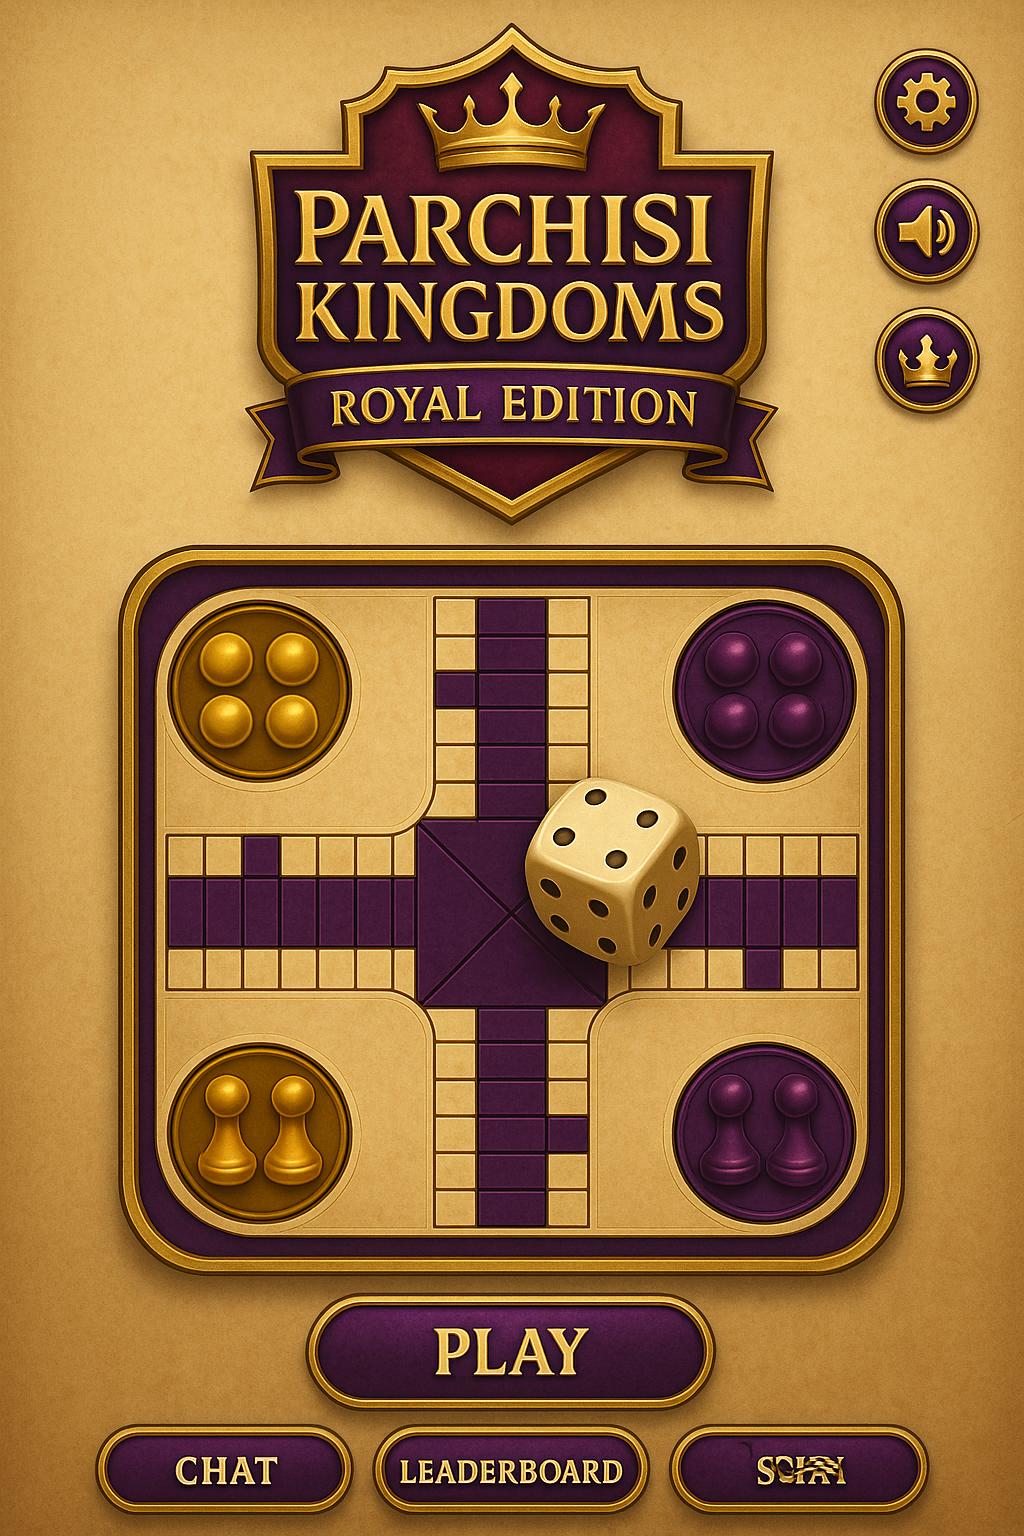 PARCHISI
KINGDOMS
ROYAL EDITION
PLAY
CHAT
LEADERBOARD